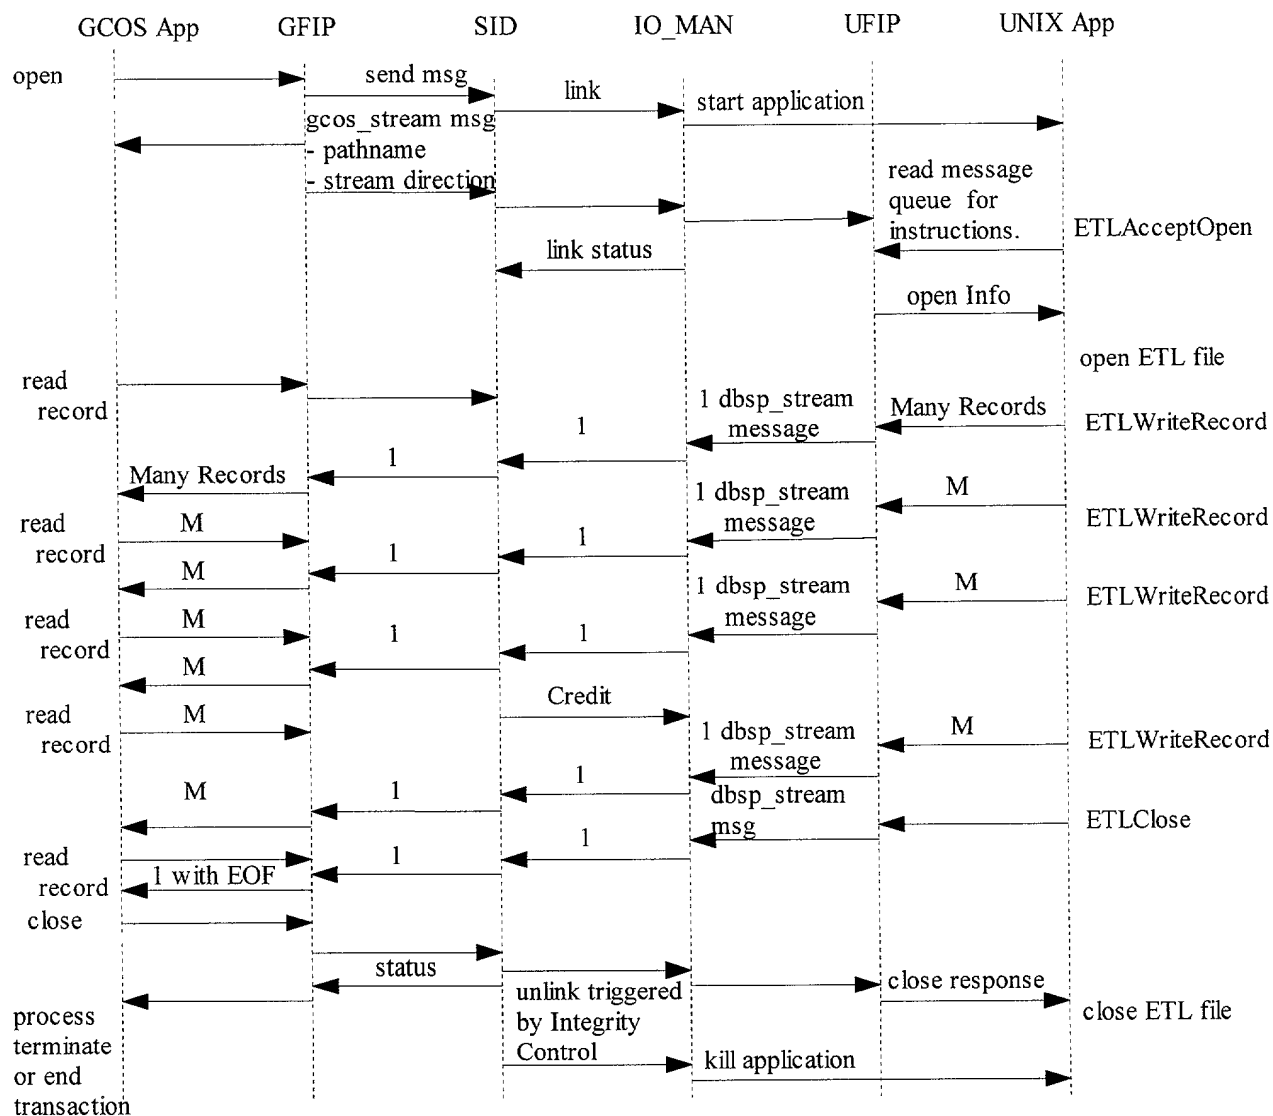 GCOS App GFIP SID IO_MAN UFIP UNIX App
open
send msg
link
start application
gcos_stream msg
- pathname
- stream direction
read message
queue for
instructions.
ETLAcceptOpen
link status
open Info
open ETL file
read
record
1 dbsp_stream
message
Many Records
ETLWriteRecord
1
1
Many Records
1 dbsp_stream
message
M
ETLWriteRecord
read
record
M
1
1
M
1 dbsp_stream
message
M
ETLWriteRecord
read
record
M
1
1
M
Credit
read
record
M
1 dbsp_stream
message
M
ETLWriteRecord
1
1
M
dbsp_stream
msg
ETLClose
1
1
read
record
1 with EOF
close
status
unlink triggered
by Integrity
Control
close response
close ETL file
process
terminate
or end
transaction
kill application